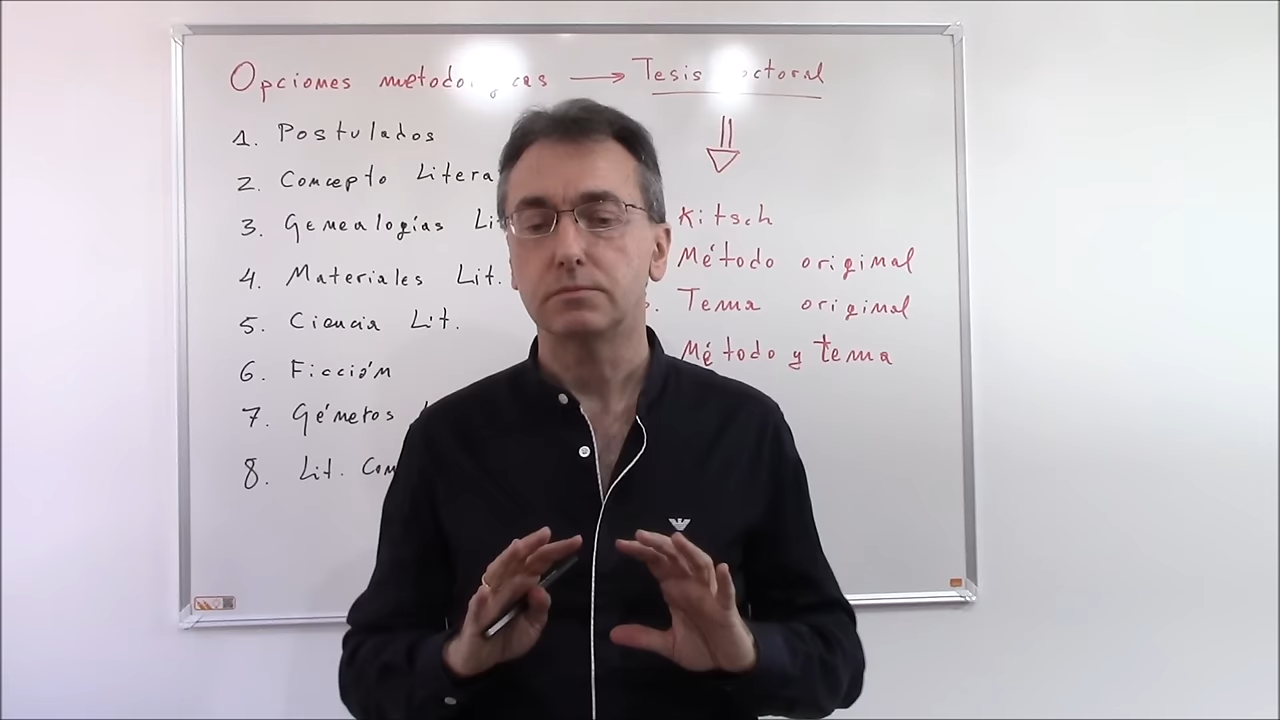 Opciones → Tesis
1. Postulados
2. Concepto
3. Genealogías
4. Materiales Lit.
5. Ciencia Lit.
6. Ficción
7.
8. Lit.
Kitsch
Método original
Tema original
Método y tema